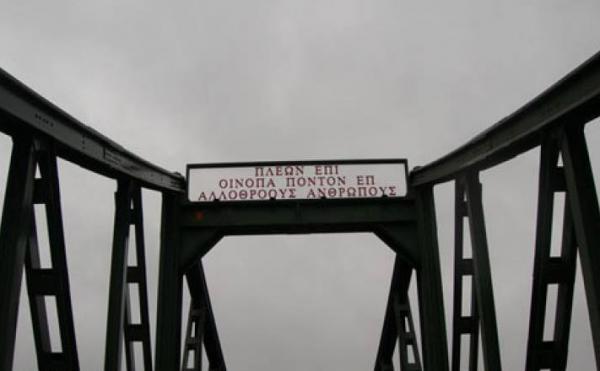 ΠΛΕΩΝ ΕΠΙ
ΟΙΝΟΠΑ ΠΟΝΤΟΝ ΕΠ
ΑΛΛΟΘΡΟΟΥΣ ΑΝΘΡΩΠΟΥΣ